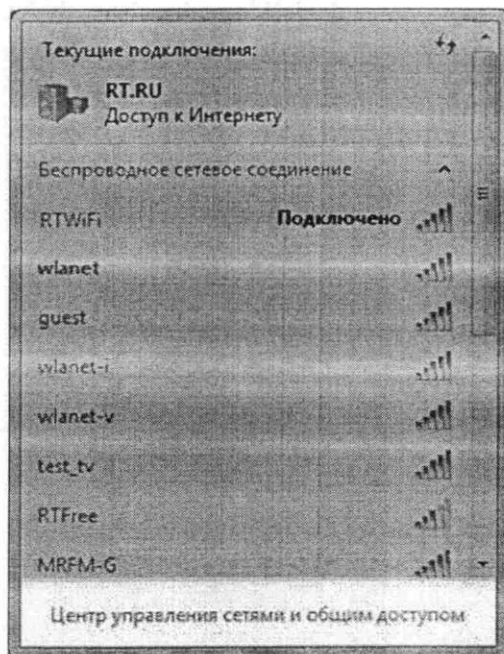 Текущие подключения:
RT.RU
Доступ к Интернету
Беспроводное сетевое соединение
RTWiFi Подключено
wlanet
guest
wlanet-i
wlanet-v
test_tv
RTFree
MRFM-G
Центр управления сетями и общим доступом